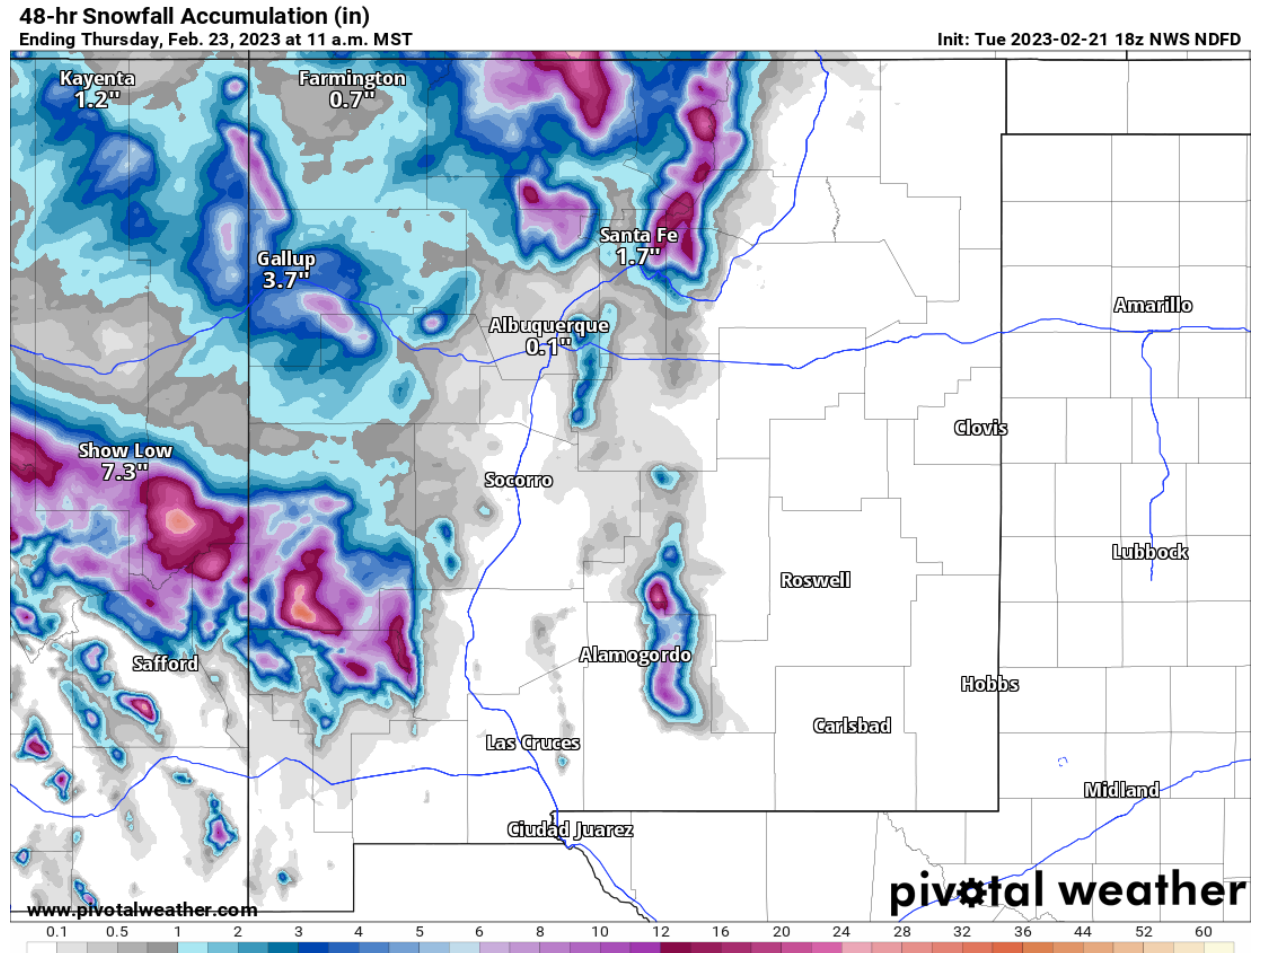 48-hr Snowfall Accumulation (in)
Ending Thursday, Feb. 23, 2023 at 11 a.m. MST
Init: Tue 2023-02-21 18z NWS NDFD
Kayenta
1.2"
Farmington
0.7"
Santa Fe
1.7"
Gallup
3.7"
Amarillo
Albuquerque
0.1"
Clovis
Show Low
7.3"
Socorro
Lubbock
Roswell
Safford
Alamogordo
Hobbs
Carlsbad
Las Cruces
Midland
Ciudad Juarez
pivotal weather
www.pivotalweather.com
0.1 0.5 1 2 3 4 5 6 8 10 12 16 20 24 28 32 36 44 52 60